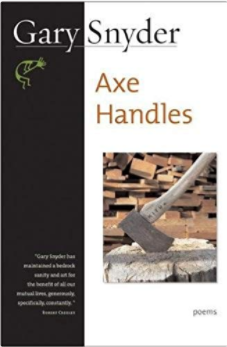 Gary Snyder
Axe
Handles
"Gary Snyder has
maintained a bedrock
sanity and art for
the benefit of all our
mutual lives, generously,
specifically, constantly."
ROBERT CREELEY
poems